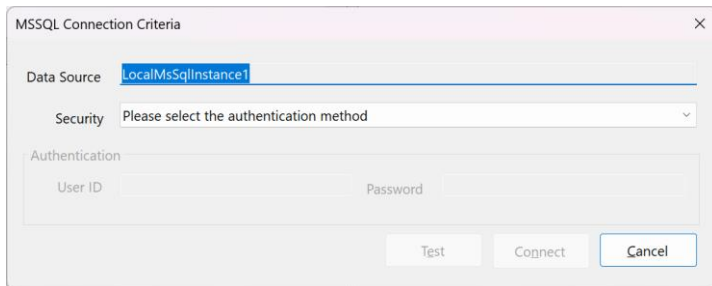 MSSQL Connection Criteria
Data Source LocalMsSqlInstance1
Security Please select the authentication method
Authentication
User ID Password
Test Connect Cancel